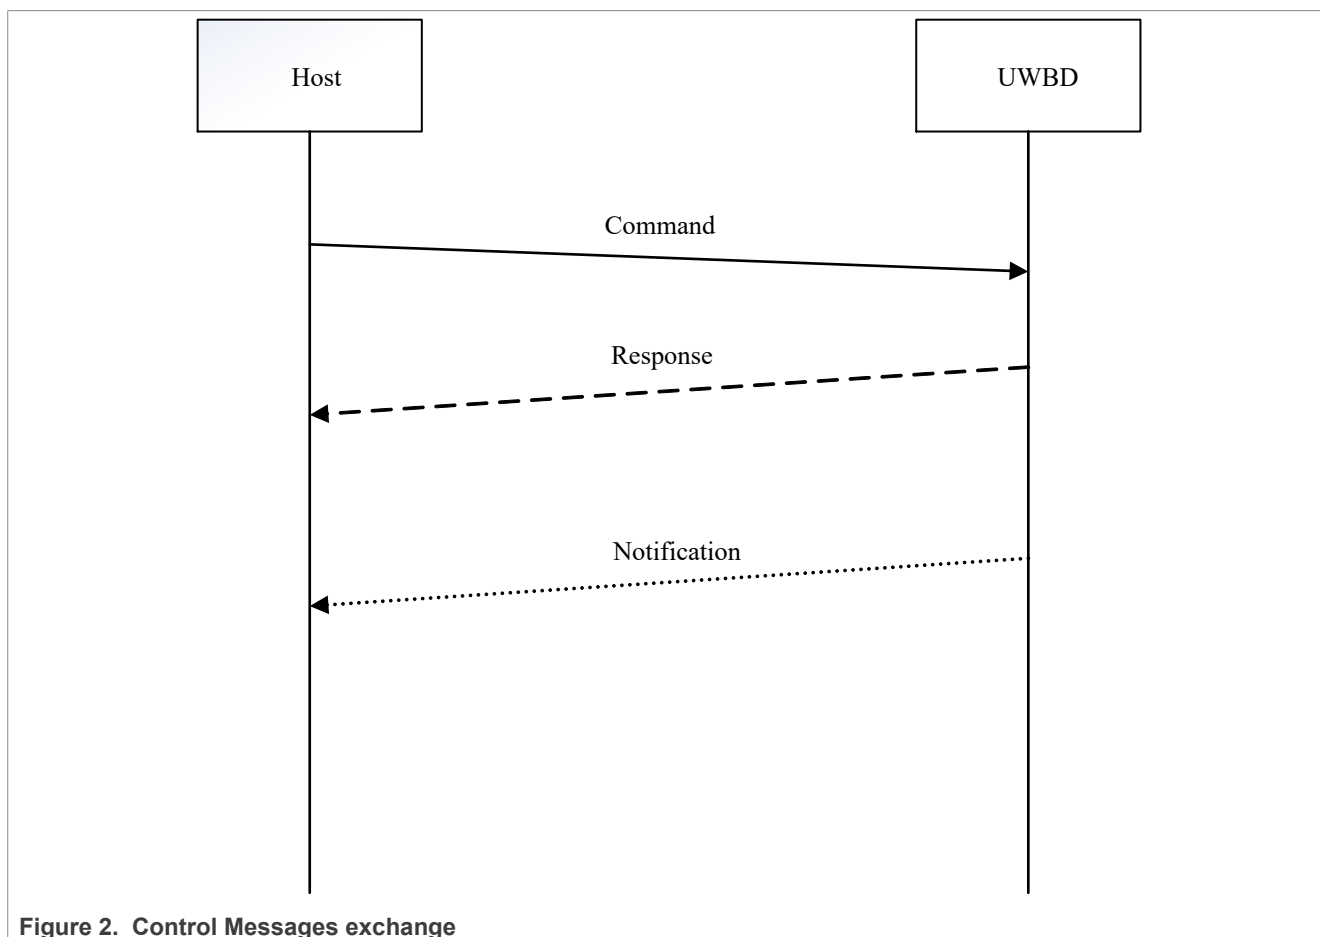 Host
UWBD
Command
Response
Notification
Figure 2. Control Messages exchange